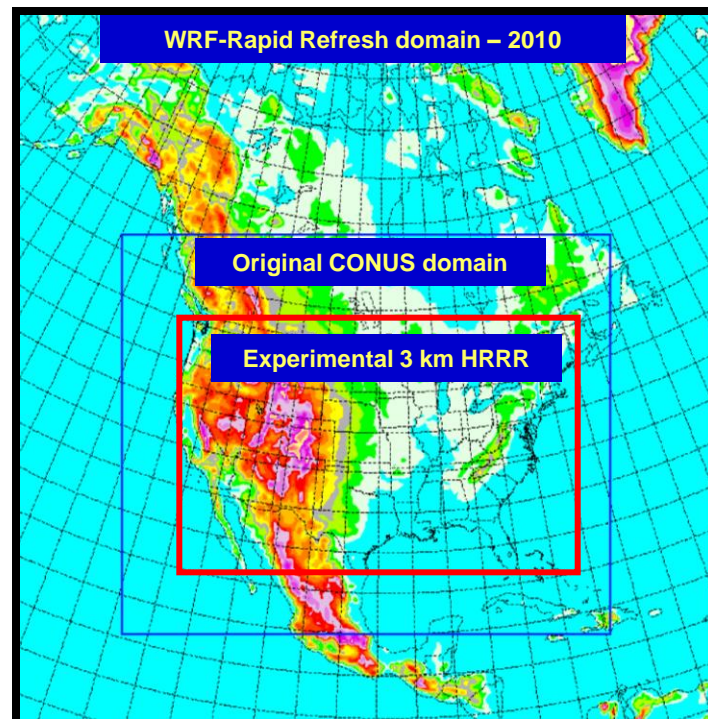 WRF-Rapid Refresh domain – 2010
Original CONUS domain
Experimental 3 km HRRR